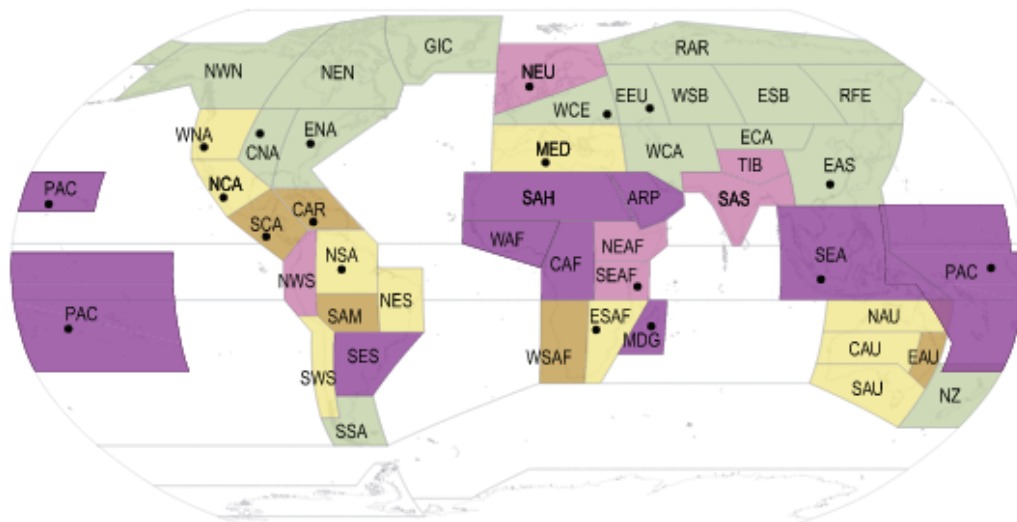 GIC
RAR
NWN
NEN
NEU
EEU
WSB
ESB
RFE
WCE
WNA
CNA
ENA
MED
WCA
ECA
TIB
EAS
PAC
NCA
SAH
ARP
SAS
SCA
CAR
WAF
CAF
NEAF
SEA
PAC
NWS
NSA
SEAF
PAC
SAM
NES
WSAF
ESAF
MDG
NAU
CAU
EAU
SWS
SES
SAU
NZ
SSA